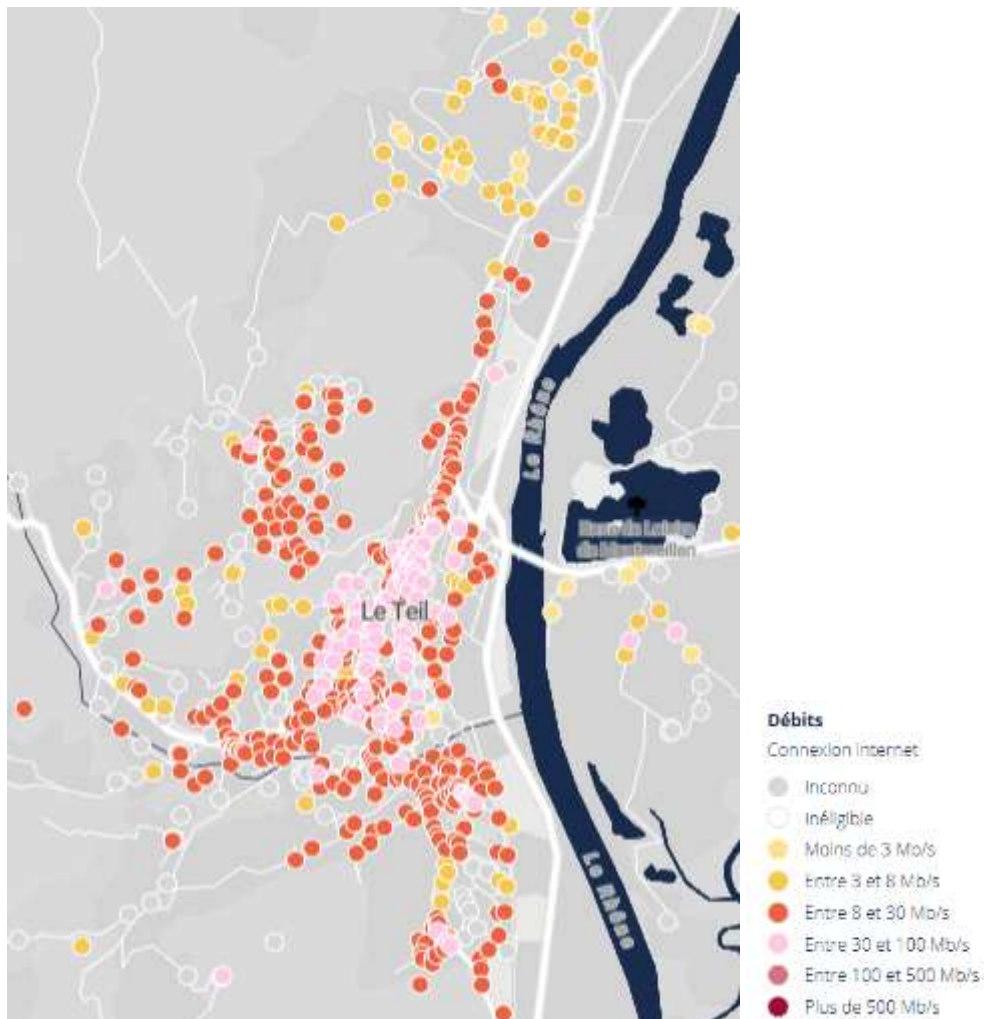 Le Rhône
Le Teil
Débits
Connexion Internet
Inconnu
Inéligible
Moins de 3 Mb/s
Entre 3 et 8 Mb/s
Entre 8 et 30 Mb/s
Entre 30 et 100 Mb/s
Entre 100 et 500 Mb/s
Plus de 500 Mb/s
Le Rhône